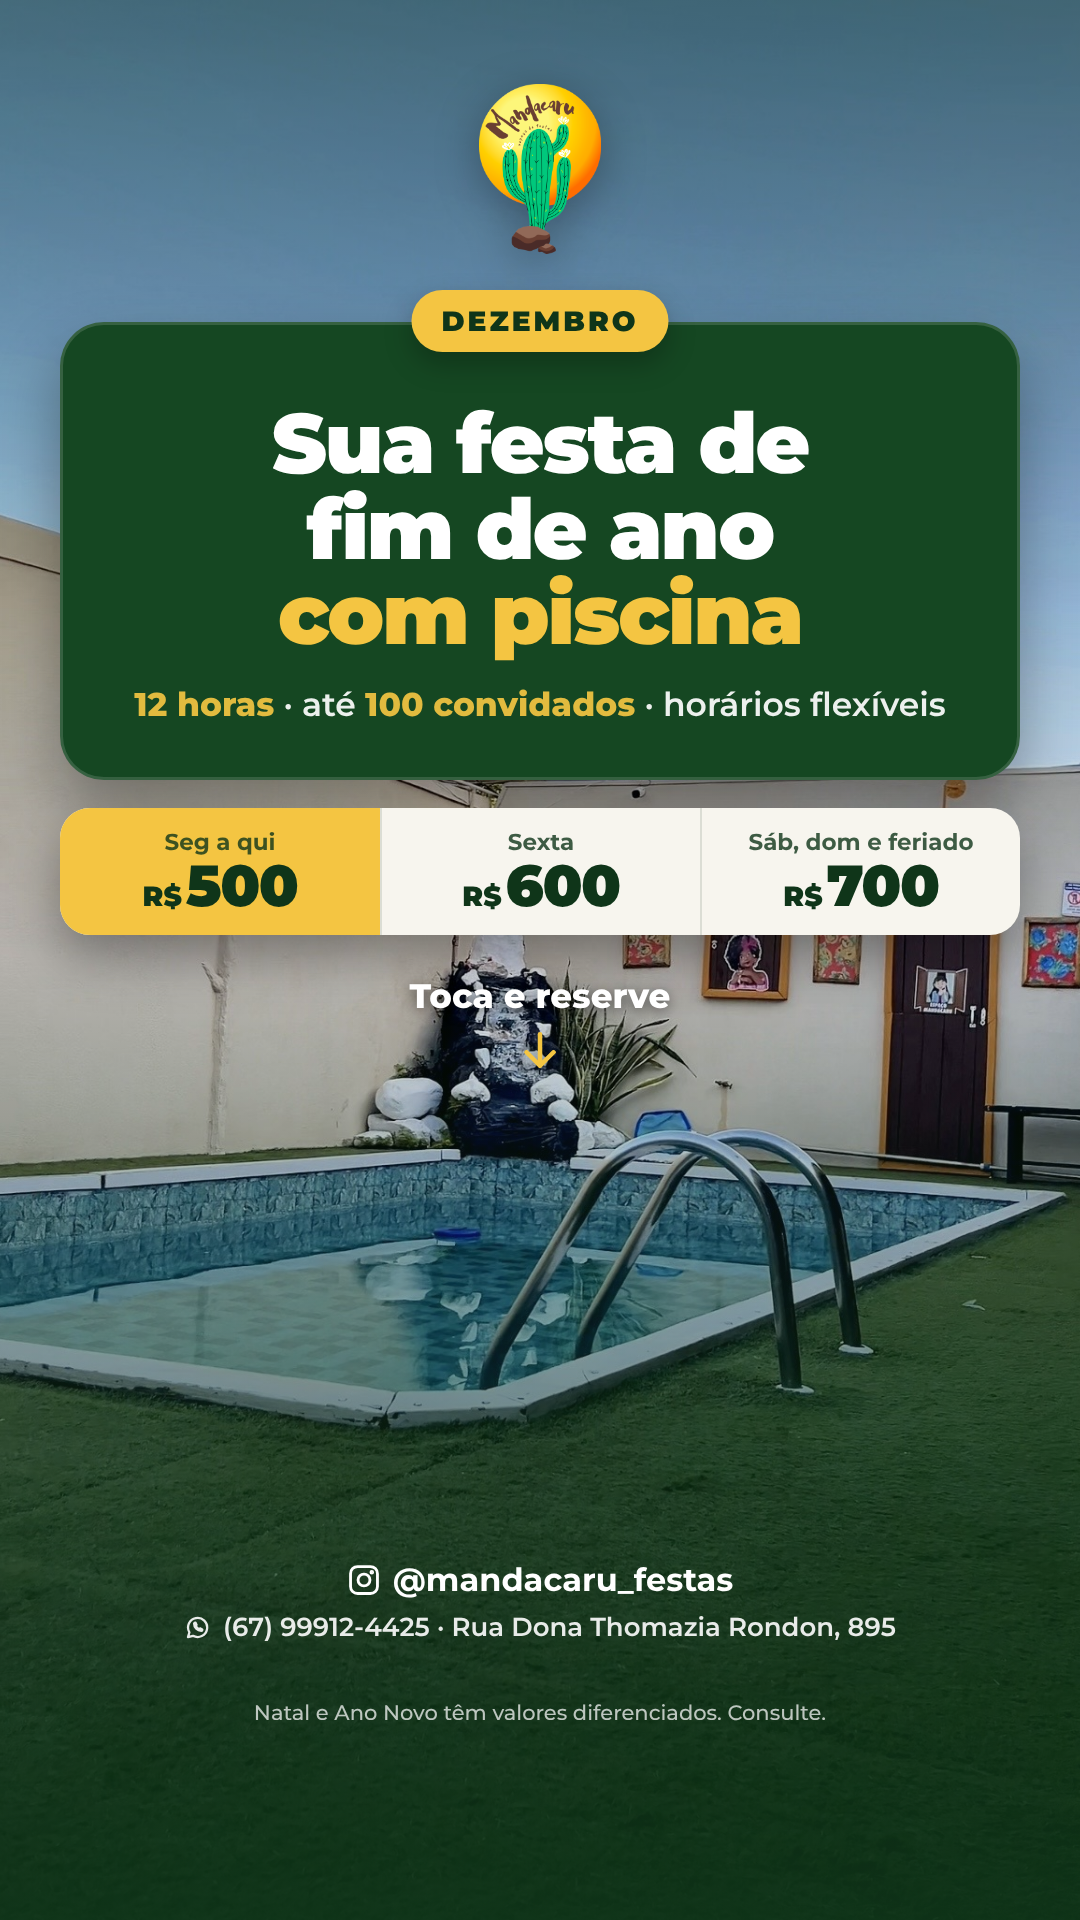 Mandacaru
DEZEMBRO
Sua festa de
fim de ano
com piscina
12 horas · até 100 convidados · horários flexíveis
Seg a qui
R$ 500
Sexta
R$ 600
Sáb, dom e feriado
R$ 700
ESPAÇO
MANDACARU
Toca e reserve
@mandacaru_festas
(67) 99912-4425 · Rua Dona Thomazia Rondon, 895
Natal e Ano Novo têm valores diferenciados. Consulte.